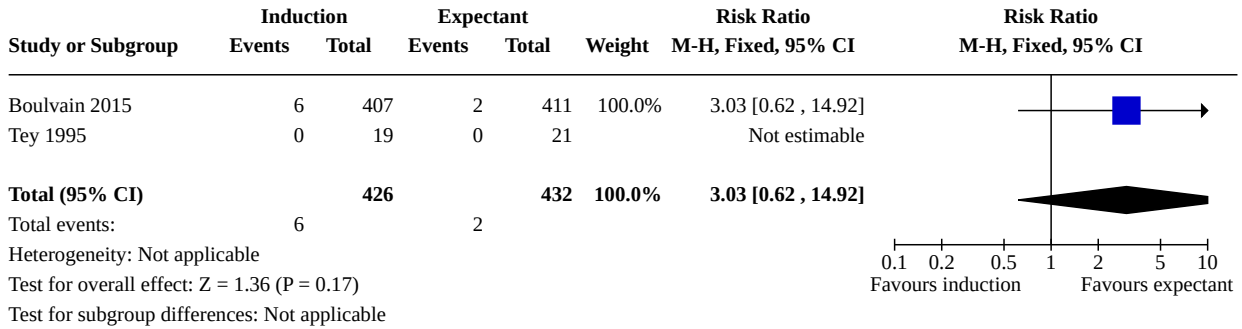 Induction Expectant Risk Ratio Risk Ratio
Study or Subgroup Events Total Events Total Weight M-H, Fixed, 95% CI M-H, Fixed, 95% CI
Boulvain 2015 6 407 2 411 100.0% 3.03 [0.62 , 14.92]
Tey 1995 0 19 0 21 Not estimable
Total (95% CI) 426 432 100.0% 3.03 [0.62 , 14.92]
Total events: 6 2
Heterogeneity: Not applicable
0.1 0.2 0.5 1 2 5 10
Test for overall effect: Z = 1.36 (P = 0.17) Favours induction Favours expectant
Test for subgroup differences: Not applicable